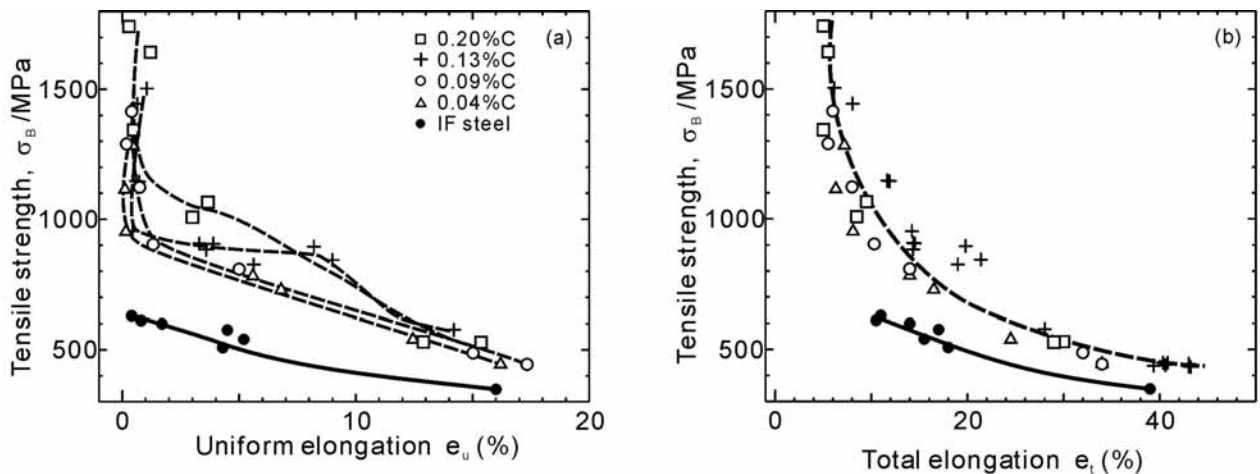 (a)
□ 0.20%C
+ 0.13%C
○ 0.09%C
△ 0.04%C
● IF steel
Tensile strength, σB /MPa
1500
1000
500
0 10 20
Uniform elongation eu (%)
(b)
Tensile strength, σB /MPa
1500
1000
500
0 20 40
Total elongation et (%)